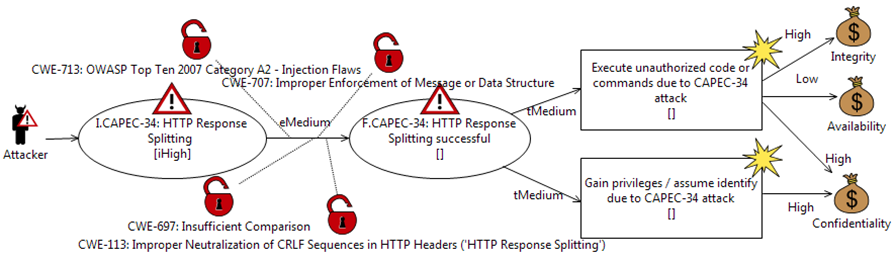 CWE-713: OWASP Top Ten 2007 Category A2 - Injection Flaws
CWE-707: Improper Enforcement of Message or Data Structure
Attacker
I.CAPEC-34: HTTP Response
Splitting
[iHigh]
eMedium
F.CAPEC-34: HTTP Response
Splitting successful
[]
tMedium
tMedium
Execute unauthorized code or
commands due to CAPEC-34
attack
[]
Gain privileges / assume identify
due to CAPEC-34 attack
[]
High
Low
High
High
Integrity
Availability
Confidentiality
CWE-697: Insufficient Comparison
CWE-113: Improper Neutralization of CRLF Sequences in HTTP Headers ('HTTP Response Splitting')